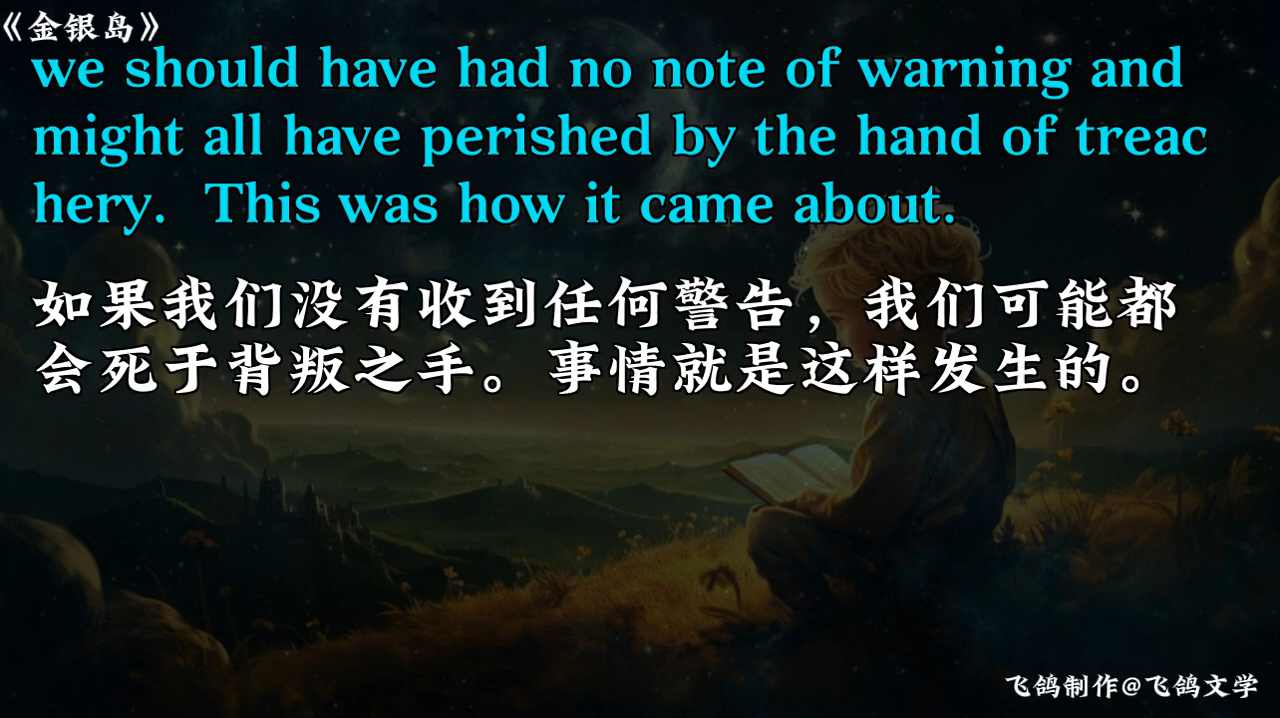 《金银岛》
we should have had no note of warning and
might all have perished by the hand of treac
hery.  This was how it came about.
如果我们没有收到任何警告，我们可能都
会死于背叛之手。事情就是这样发生的。
飞鸽制作@飞鸽文学